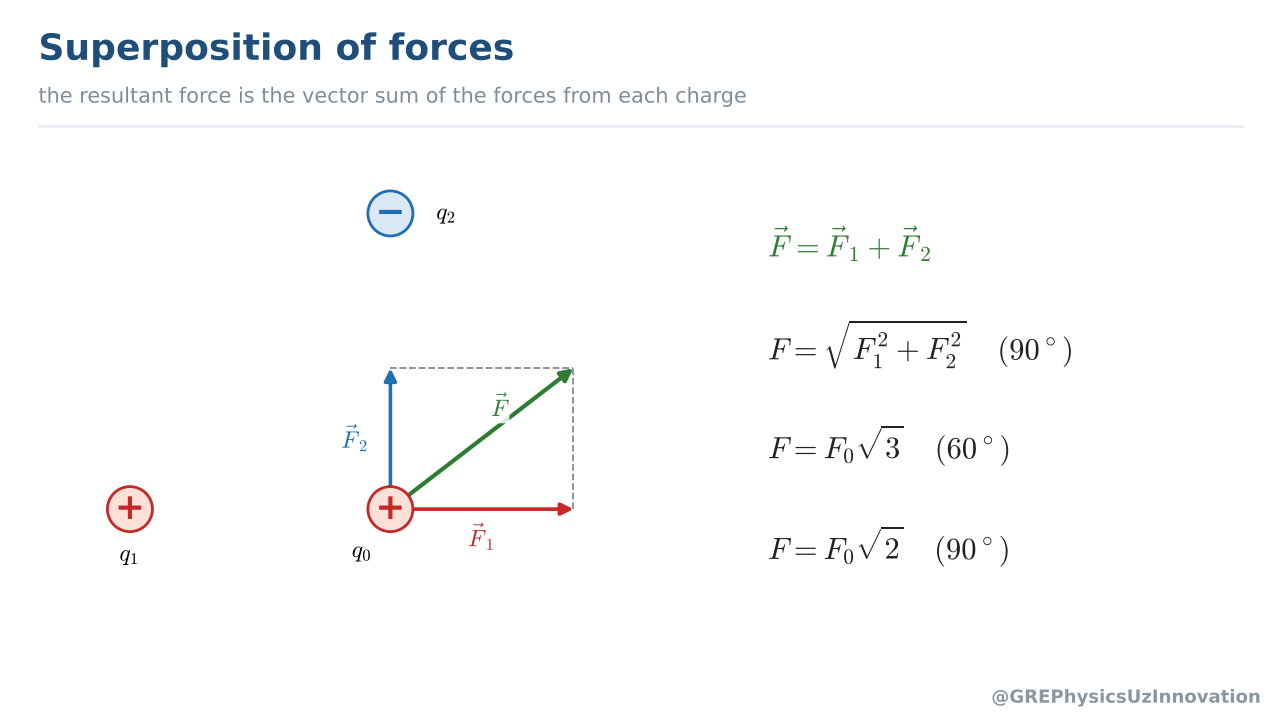 Superposition of forces
the resultant force is the vector sum of the forces from each charge
− q₂
F⃗ = F⃗₁ + F⃗₂
F = √(F₁² + F₂²) (90°)
F⃗
F⃗₂
F = F₀√3 (60°)
+ +
F⃗₁
q₁ q₀
F = F₀√2 (90°)
@GREPhysicsUzInnovation